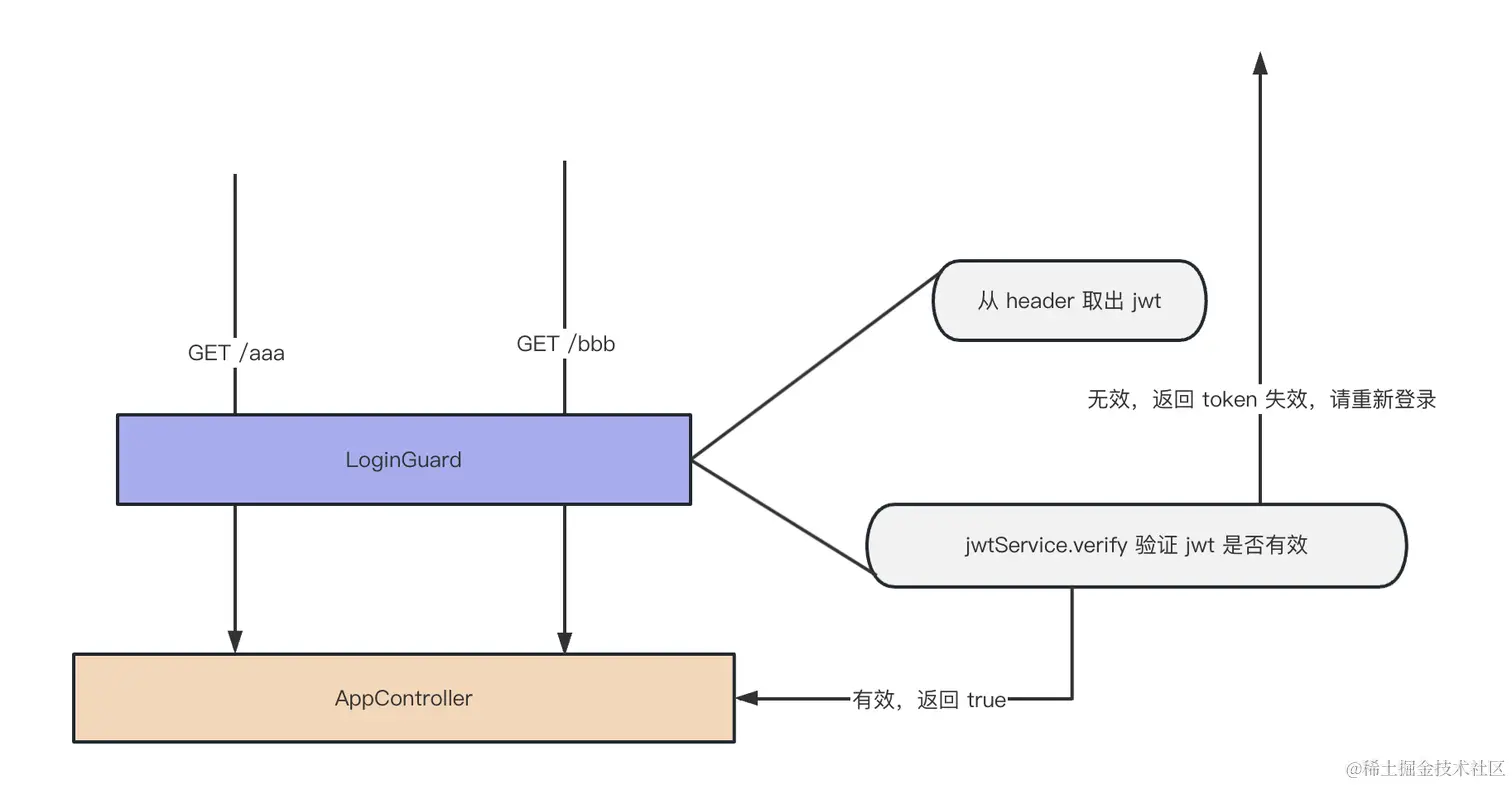 从 header 取出 jwt
GET /aaa
GET /bbb
无效，返回 token 失效，请重新登录
LoginGuard
jwtService.verify 验证 jwt 是否有效
AppController
有效，返回 true
@稀土掘金技术社区